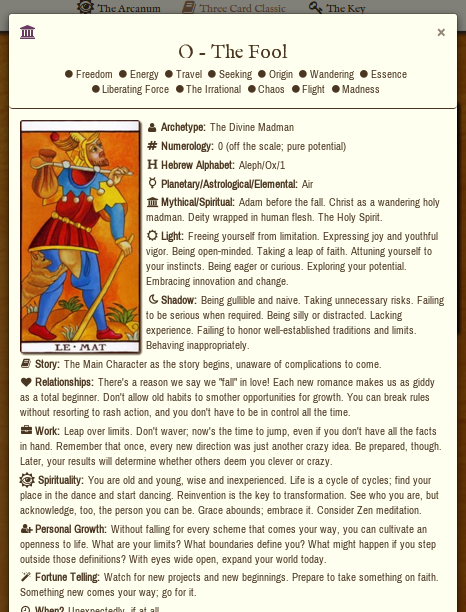 The Arcanum Three Card Classic The Key
×
O - The Fool
● Freedom ● Energy ● Travel ● Seeking ● Origin ● Wandering ● Essence
● Liberating Force ● The Irrational ● Chaos ● Flight ● Madness
Archetype: The Divine Madman
# Numerology: 0 (off the scale; pure potential)
Hebrew Alphabet: Aleph/Ox/1
☿ Planetary/Astrological/Elemental: Air
Mythical/Spiritual: Adam before the fall. Christ as a wandering holy
madman. Deity wrapped in human flesh. The Holy Spirit.
Light: Freeing yourself from limitation. Expressing joy and youthful
vigor. Being open-minded. Taking a leap of faith. Attuning yourself to
your instincts. Being eager or curious. Exploring your potential.
Embracing innovation and change.
Shadow: Being gullible and naive. Taking unnecessary risks. Failing
to be serious when required. Being silly or distracted. Lacking
experience. Failing to honor well-established traditions and limits.
Behaving inappropriately.
LE·MAT
Story: The Main Character as the story begins, unaware of complications to come.
Relationships: There's a reason we say we "fall" in love! Each new romance makes us as giddy
as a total beginner. Don't allow old habits to smother opportunities for growth. You can break rules
without resorting to rash action, and you don't have to be in control all the time.
Work: Leap over limits. Don't waver; now's the time to jump, even if you don't have all the facts
in hand. Remember that once, every new direction was just another crazy idea. Be prepared, though.
Later, your results will determine whether others deem you clever or crazy.
Spirituality: You are old and young, wise and inexperienced. Life is a cycle of cycles; find your
place in the dance and start dancing. Reinvention is the key to transformation. See who you are, but
acknowledge, too, the person you can be. Grace abounds; embrace it. Consider Zen meditation.
Personal Growth: Without falling for every scheme that comes your way, you can cultivate an
openness to life. What are your limits? What boundaries define you? What might happen if you step
outside those definitions? With eyes wide open, expand your world today.
Fortune Telling: Watch for new projects and new beginnings. Prepare to take something on faith.
Something new comes your way; go for it.
When? Unexpectedly, if at all.